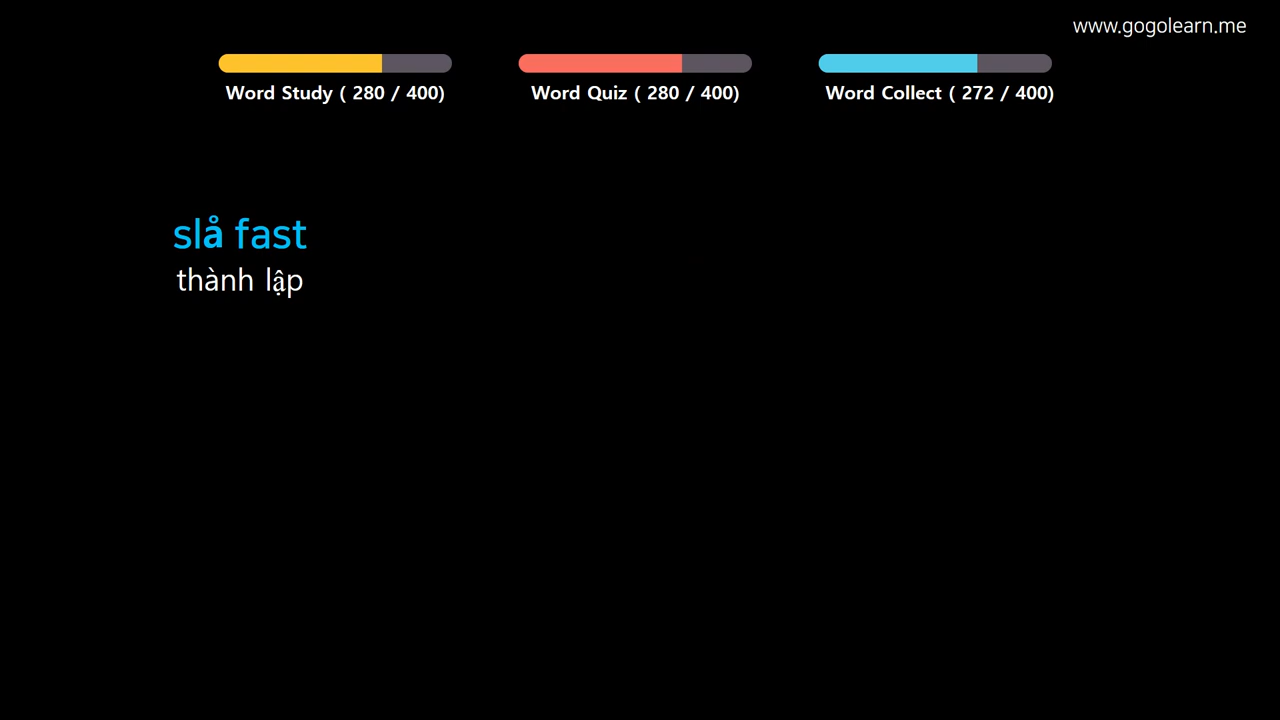 www.gogolearn.me
Word Study ( 280 / 400)
Word Quiz ( 280 / 400)
Word Collect ( 272 / 400)
slå fast
thành lập